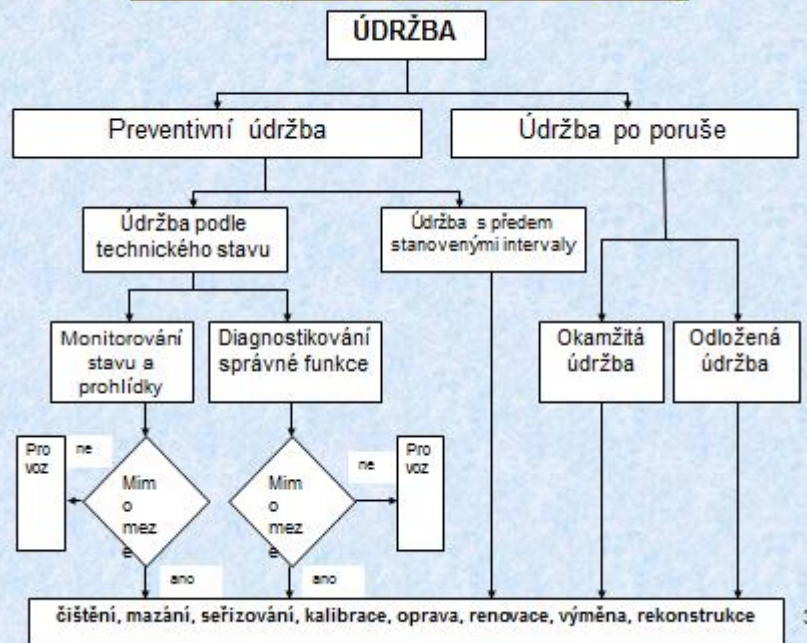 ÚDRŽBA
Preventivní údržba
Údržba po poruše
Údržba podle
technického stavu
Údržba s předem
stanovenými intervaly
Monitorování
stavu a
prohlídky
Diagnostikování
správné funkce
Okamžitá
údržba
Odložená
údržba
Pro
voz
ne
Mim
o
mez
e
ne
Mim
o
mez
e
Pro
voz
ano
ano
čištění, mazání, seřizování, kalibrace, oprava, renovace, výměna, rekonstrukce